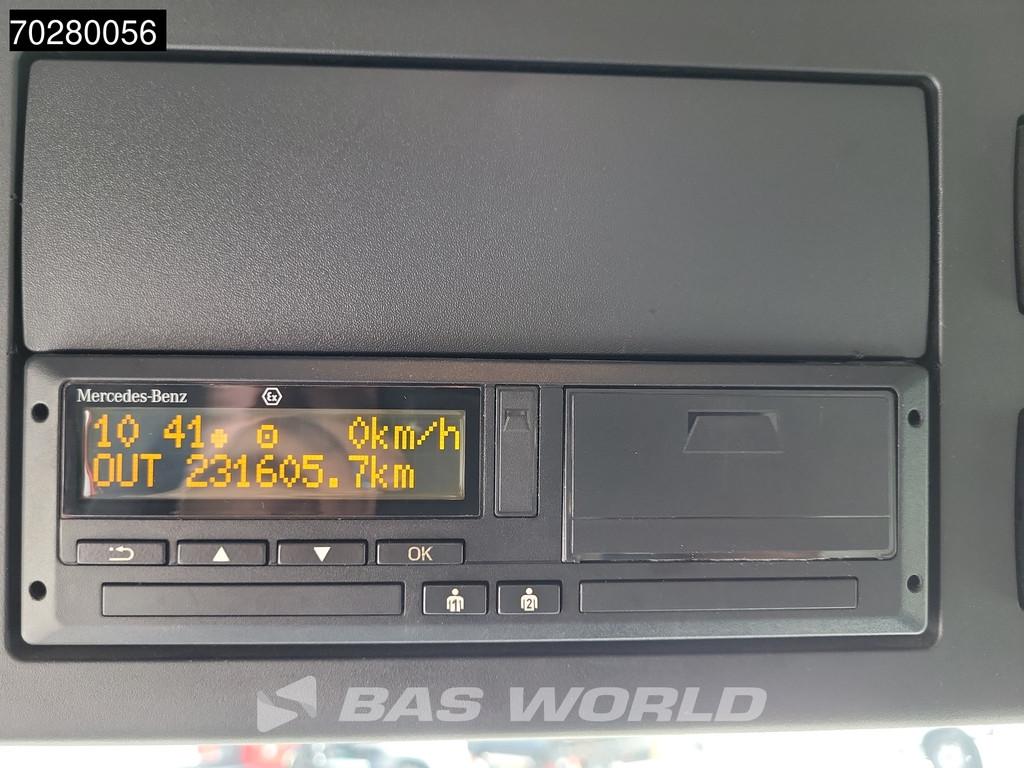 70280056
Mercedes-Benz Ex
10 41 0km/h
OUT 231605.7km
OK
1 2
BAS WORLD